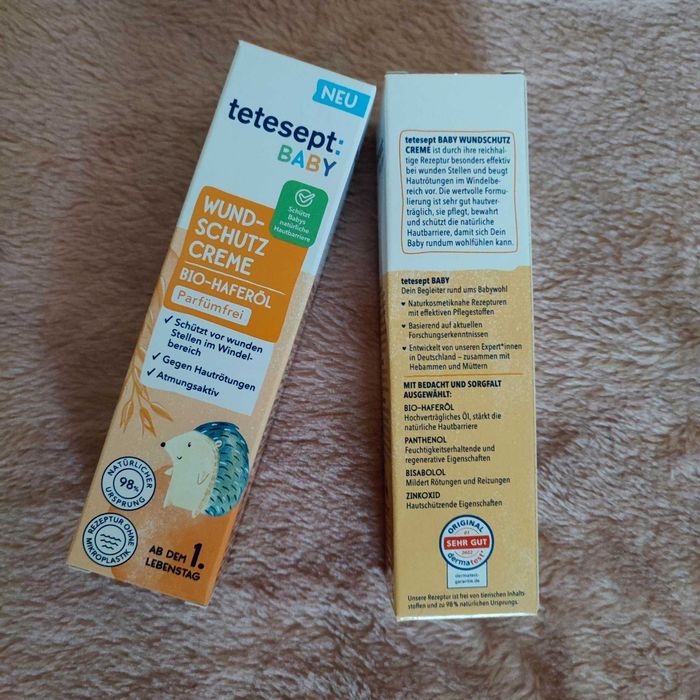 NEU
tetesept:
BABY
Schützt
Babys
natürliche
Hautbarriere
WUND-
SCHUTZ
CREME
BIO-HAFERÖL
Parfümfrei
Schützt vor wunden
Stellen im Windel-
bereich
Gegen Hautrötungen
Atmungsaktiv
NATÜRLICHER
98%
URSPRUNG
REZEPTUR OHNE
MIKROPLASTIK
AB DEM 1.
LEBENSTAG
tetesept BABY WUNDSCHUTZ
CREME ist durch ihre reichhal-
tige Rezeptur besonders effektiv
bei wunden Stellen und beugt
Hautrötungen im Windelbe-
reich vor. Die wertvolle Formu-
lierung ist sehr gut hautver-
träglich, sie pflegt, bewahrt
und schützt die natürliche
Hautbarriere, damit sich Dein
Baby rundum wohlfühlen kann.
tetesept BABY
Dein Begleiter rund ums Babywohl
Naturkosmetiknahe Rezepturen
mit effektiven Pflegestoffen
Basierend auf aktuellen
Forschungserkenntnissen
Entwickelt von unseren Expert*innen
in Deutschland – zusammen mit
Hebammen und Müttern
MIT BEDACHT UND SORGFALT
AUSGEWÄHLT:
BIO-HAFERÖL
Hochverträgliches Öl, stärkt die
natürliche Hautbarriere
PANTHENOL
Feuchtigkeitserhaltende und
regenerative Eigenschaften
BISABOLOL
Mildert Rötungen und Reizungen
ZINKOXID
Hautschützende Eigenschaften
ORIGINAL
SEHR GUT
2022
dermatest
dermatest-
garantie.de
Unsere Rezeptur ist frei von tierischen Inhalts-
stoffen und zu 98 % natürlichen Ursprungs.